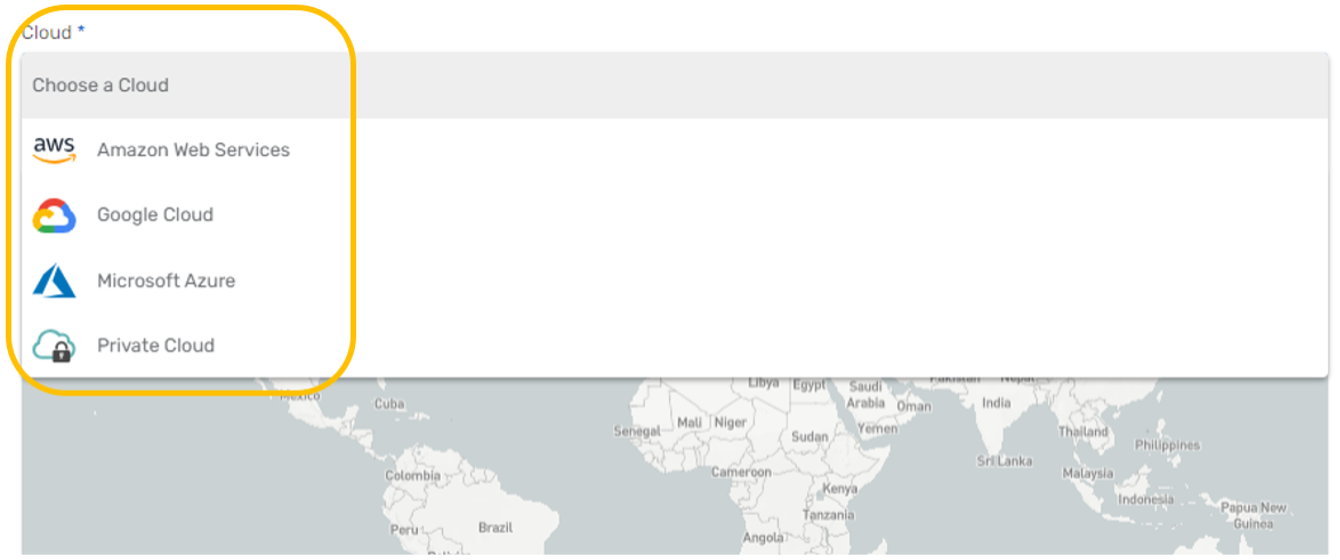 Cloud *
Choose a Cloud
aws
Amazon Web Services
Google Cloud
Microsoft Azure
Private Cloud
Libya
Egypt
Saudi
Arabia
Pakistan
Nepal
Mexico
Cuba
Oman
India
Mali
Niger
Yemen
Senegal
Sudan
Thailand
Philippines
Sri Lanka
Colombia
Cameroon
Malaysia
Kenya
Indonesia
Tanzania
Papua New
Guinea
Peru
Brazil
Angola